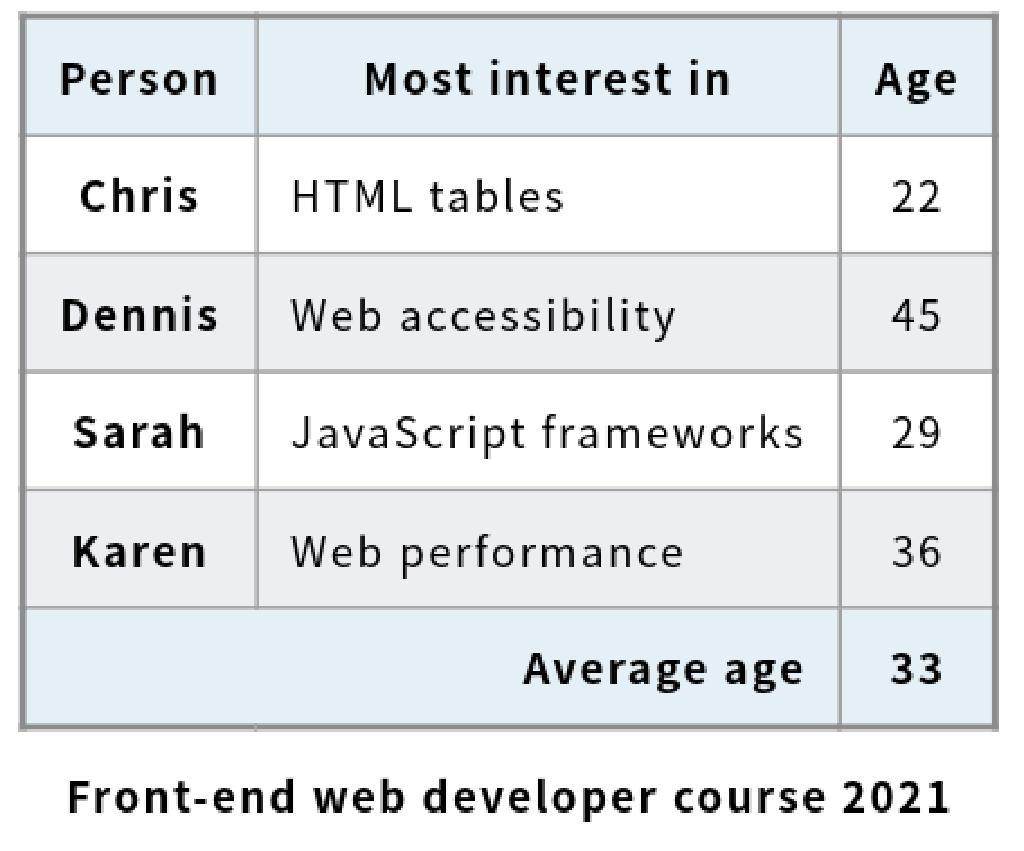 Person Most interest in Age
Chris HTML tables 22
Dennis Web accessibility 45
Sarah JavaScript frameworks 29
Karen Web performance 36
Average age 33
Front-end web developer course 2021